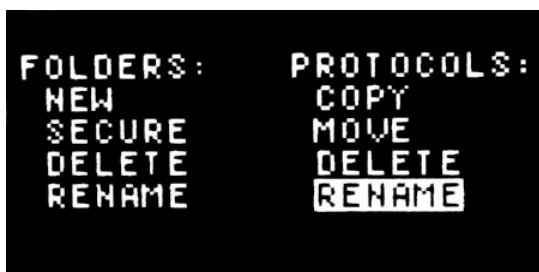 FOLDERS: PROTOCOLS:
NEW COPY
SECURE MOVE
DELETE DELETE
RENAME RENAME